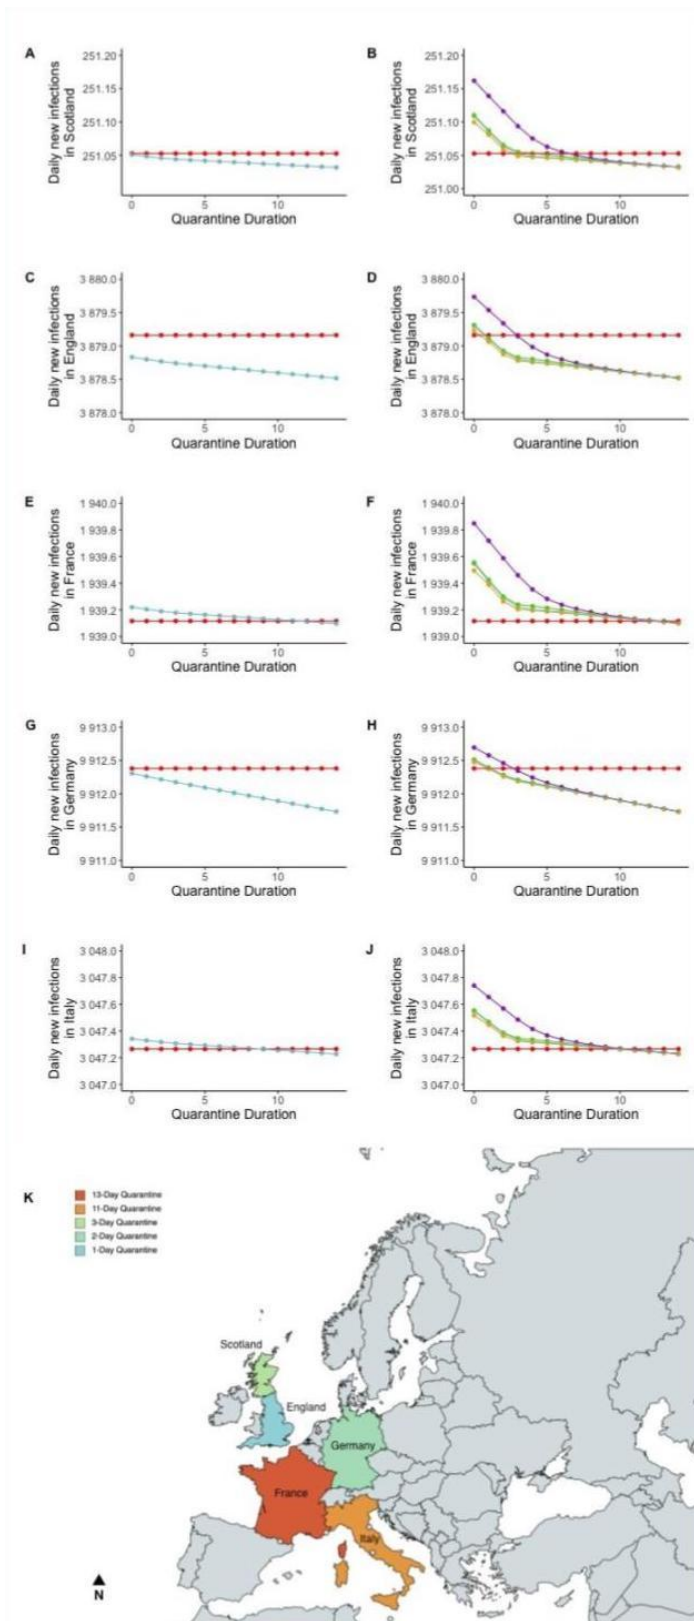 A
Daily new infections
in Scotland
251.20
251.15
251.10
251.05
0
5
10
Quarantine Duration
B
Daily new infections
in Scotland
251.20
251.15
251.10
251.05
251.00
0
5
10
Quarantine Duration
C
Daily new infections
in England
3 880.0
3 879.5
3 879.0
3 878.5
3 878.0
0
5
10
Quarantine Duration
D
Daily new infections
in England
3 880.0
3 879.5
3 879.0
3 878.5
3 878.0
0
5
10
Quarantine Duration
E
Daily new infections
in France
1 940.0
1 939.8
1 939.6
1 939.4
1 939.2
1 939.0
0
5
10
Quarantine Duration
F
Daily new infections
in France
1 940.0
1 939.8
1 939.6
1 939.4
1 939.2
1 939.0
0
5
10
Quarantine Duration
G
Daily new infections
in Germany
9 913.0
9 912.5
9 912.0
9 911.5
9 911.0
0
5
10
Quarantine Duration
H
Daily new infections
in Germany
9 913.0
9 912.5
9 912.0
9 911.5
9 911.0
0
5
10
Quarantine Duration
I
Daily new infections
in Italy
3 048.0
3 047.8
3 047.6
3 047.4
3 047.2
3 047.0
0
5
10
Quarantine Duration
J
Daily new infections
in Italy
3 048.0
3 047.8
3 047.6
3 047.4
3 047.2
3 047.0
0
5
10
Quarantine Duration
K
13-Day Quarantine
11-Day Quarantine
3-Day Quarantine
2-Day Quarantine
1-Day Quarantine
Scotland
England
Germany
France
Italy
N